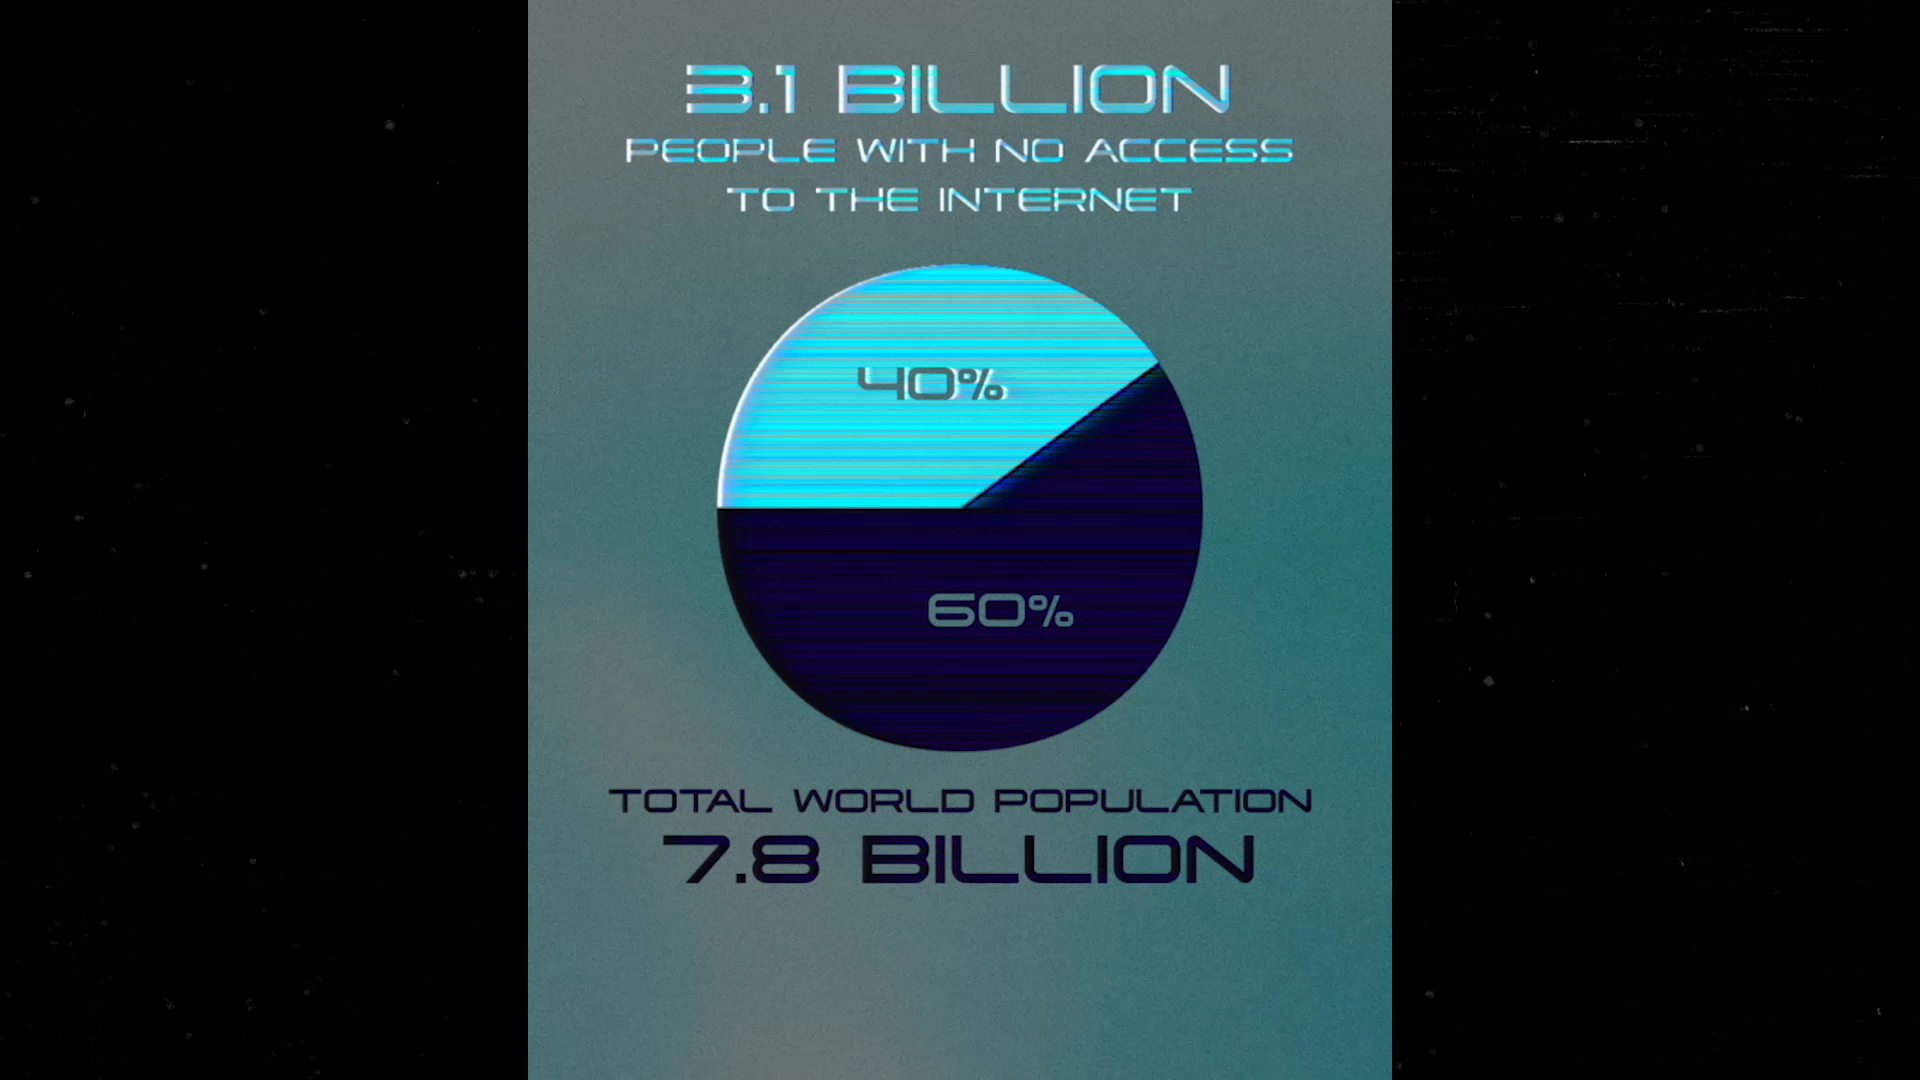 3.1 BILLION
PEOPLE WITH NO ACCESS
TO THE INTERNET
40%
60%
TOTAL WORLD POPULATION
7.8 BILLION